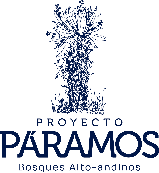 PROYECTO
PÁRAMOS
Bosques Alto-andinos